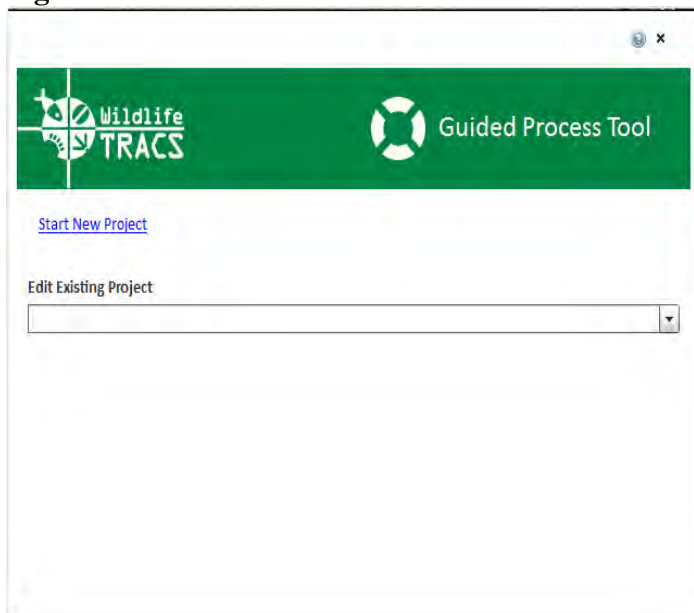 Wildlife
TRACS
Guided Process Tool
Start New Project
Edit Existing Project